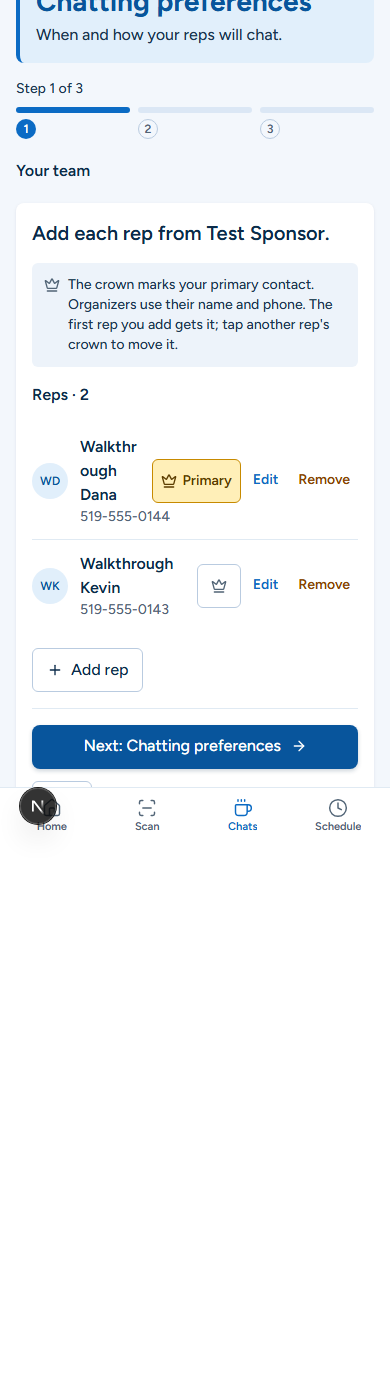 Chatting preferences
When and how your reps will chat.
Step 1 of 3
1 2 3
Your team
Add each rep from Test Sponsor.
The crown marks your primary contact.
Organizers use their name and phone. The
first rep you add gets it; tap another rep's
crown to move it.
Reps · 2
WD
Walkthr
ough
Dana
519-555-0144
Primary
Edit
Remove
WK
Walkthrough
Kevin
519-555-0143
Edit
Remove
+ Add rep
Next: Chatting preferences →
N
Home
Scan
Chats
Schedule